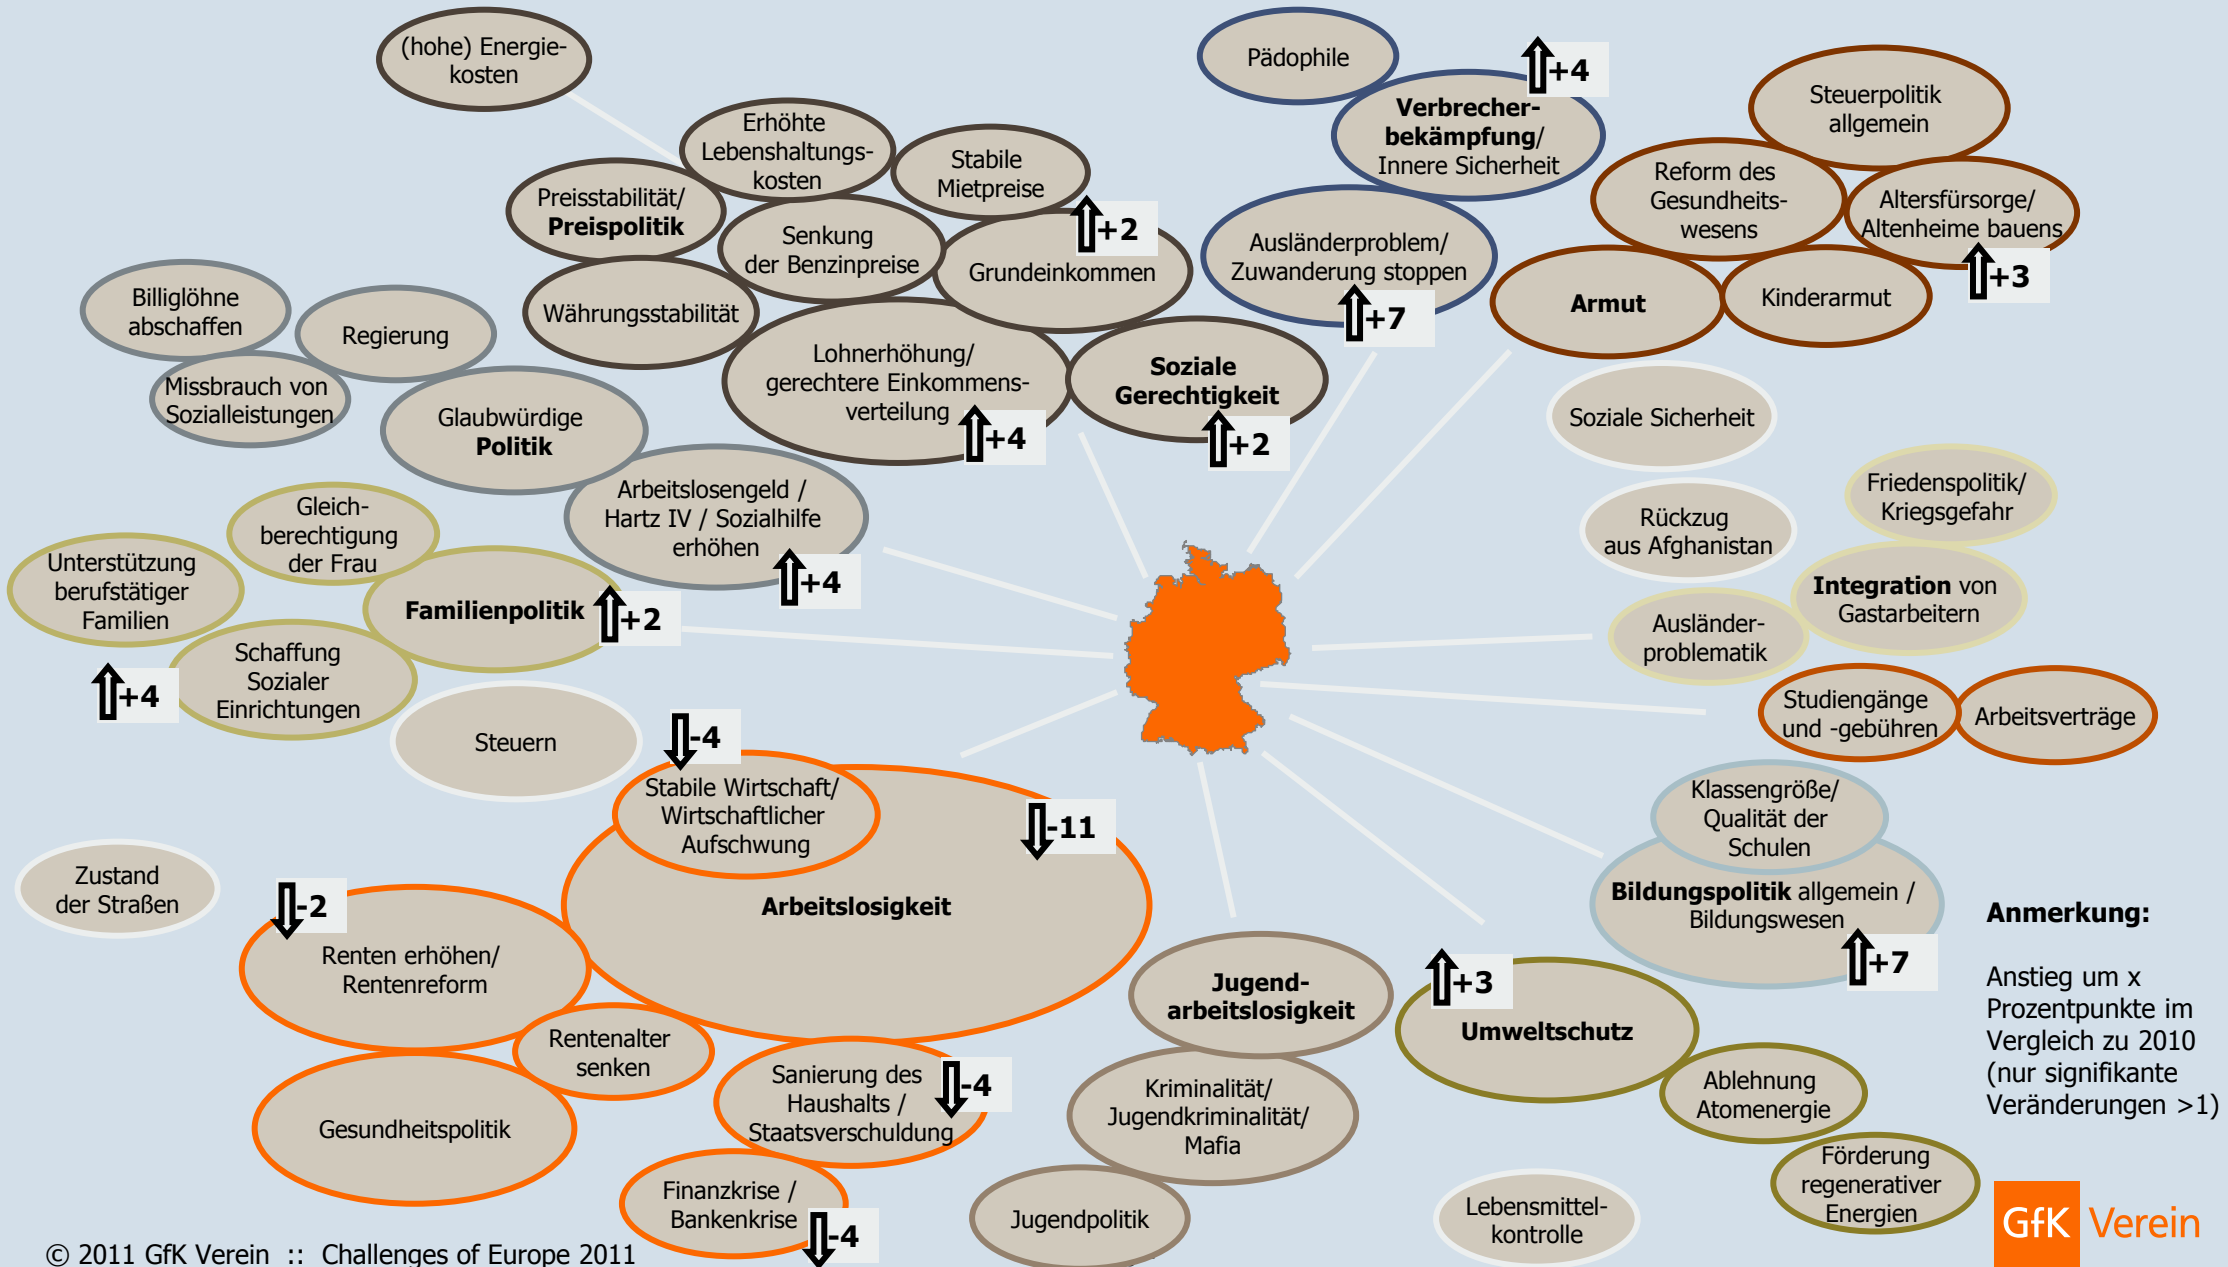 (hohe) Energie-
kosten
Erhöhte
Lebenshaltungs-
kosten
Stabile
Mietpreise
Preisstabilität/
Preispolitik
Senkung
der Benzinpreise
+2
Grundeinkommen
Währungsstabilität
Lohnerhöhung/
gerechtere Einkommens-
verteilung
+4
Soziale
Gerechtigkeit
+2
Pädophile
+4
Verbrecher-
bekämpfung/
Innere Sicherheit
Ausländerproblem/
Zuwanderung stoppen
+7
Steuerpolitik
allgemein
Reform des
Gesundheits-
wesens
Altersfürsorge/
Altenheime bauens
+3
Armut
Kinderarmut
Billiglöhne
abschaffen
Regierung
Missbrauch von
Sozialleistungen
Glaubwürdige
Politik
Arbeitslosengeld /
Hartz IV / Sozialhilfe
erhöhen
+4
Soziale Sicherheit
Rückzug
aus Afghanistan
Friedenspolitik/
Kriegsgefahr
Integration von
Gastarbeitern
Ausländer-
problematik
Gleich-
berechtigung
der Frau
Unterstützung
berufstätiger
Familien
+4
Familienpolitik
+2
Schaffung
Sozialer
Einrichtungen
Steuern
Studiengänge
und -gebühren
Arbeitsverträge
-4
Stabile Wirtschaft/
Wirtschaftlicher
Aufschwung
-11
Arbeitslosigkeit
Zustand
der Straßen
-2
Renten erhöhen/
Rentenreform
Rentenalter
senken
Gesundheitspolitik
Sanierung des
Haushalts /
Staatsverschuldung
-4
Finanzkrise /
Bankenkrise
-4
Jugend-
arbeitslosigkeit
Kriminalität/
Jugendkriminalität/
Mafia
Jugendpolitik
Klassengröße/
Qualität der
Schulen
Bildungspolitik allgemein /
Bildungswesen
+7
+3
Umweltschutz
Ablehnung
Atomenergie
Förderung
regenerativer
Energien
Lebensmittel-
kontrolle
Anmerkung:
Anstieg um x
Prozentpunkte im
Vergleich zu 2010
(nur signifikante
Veränderungen >1)
GfK Verein
© 2011 GfK Verein :: Challenges of Europe 2011